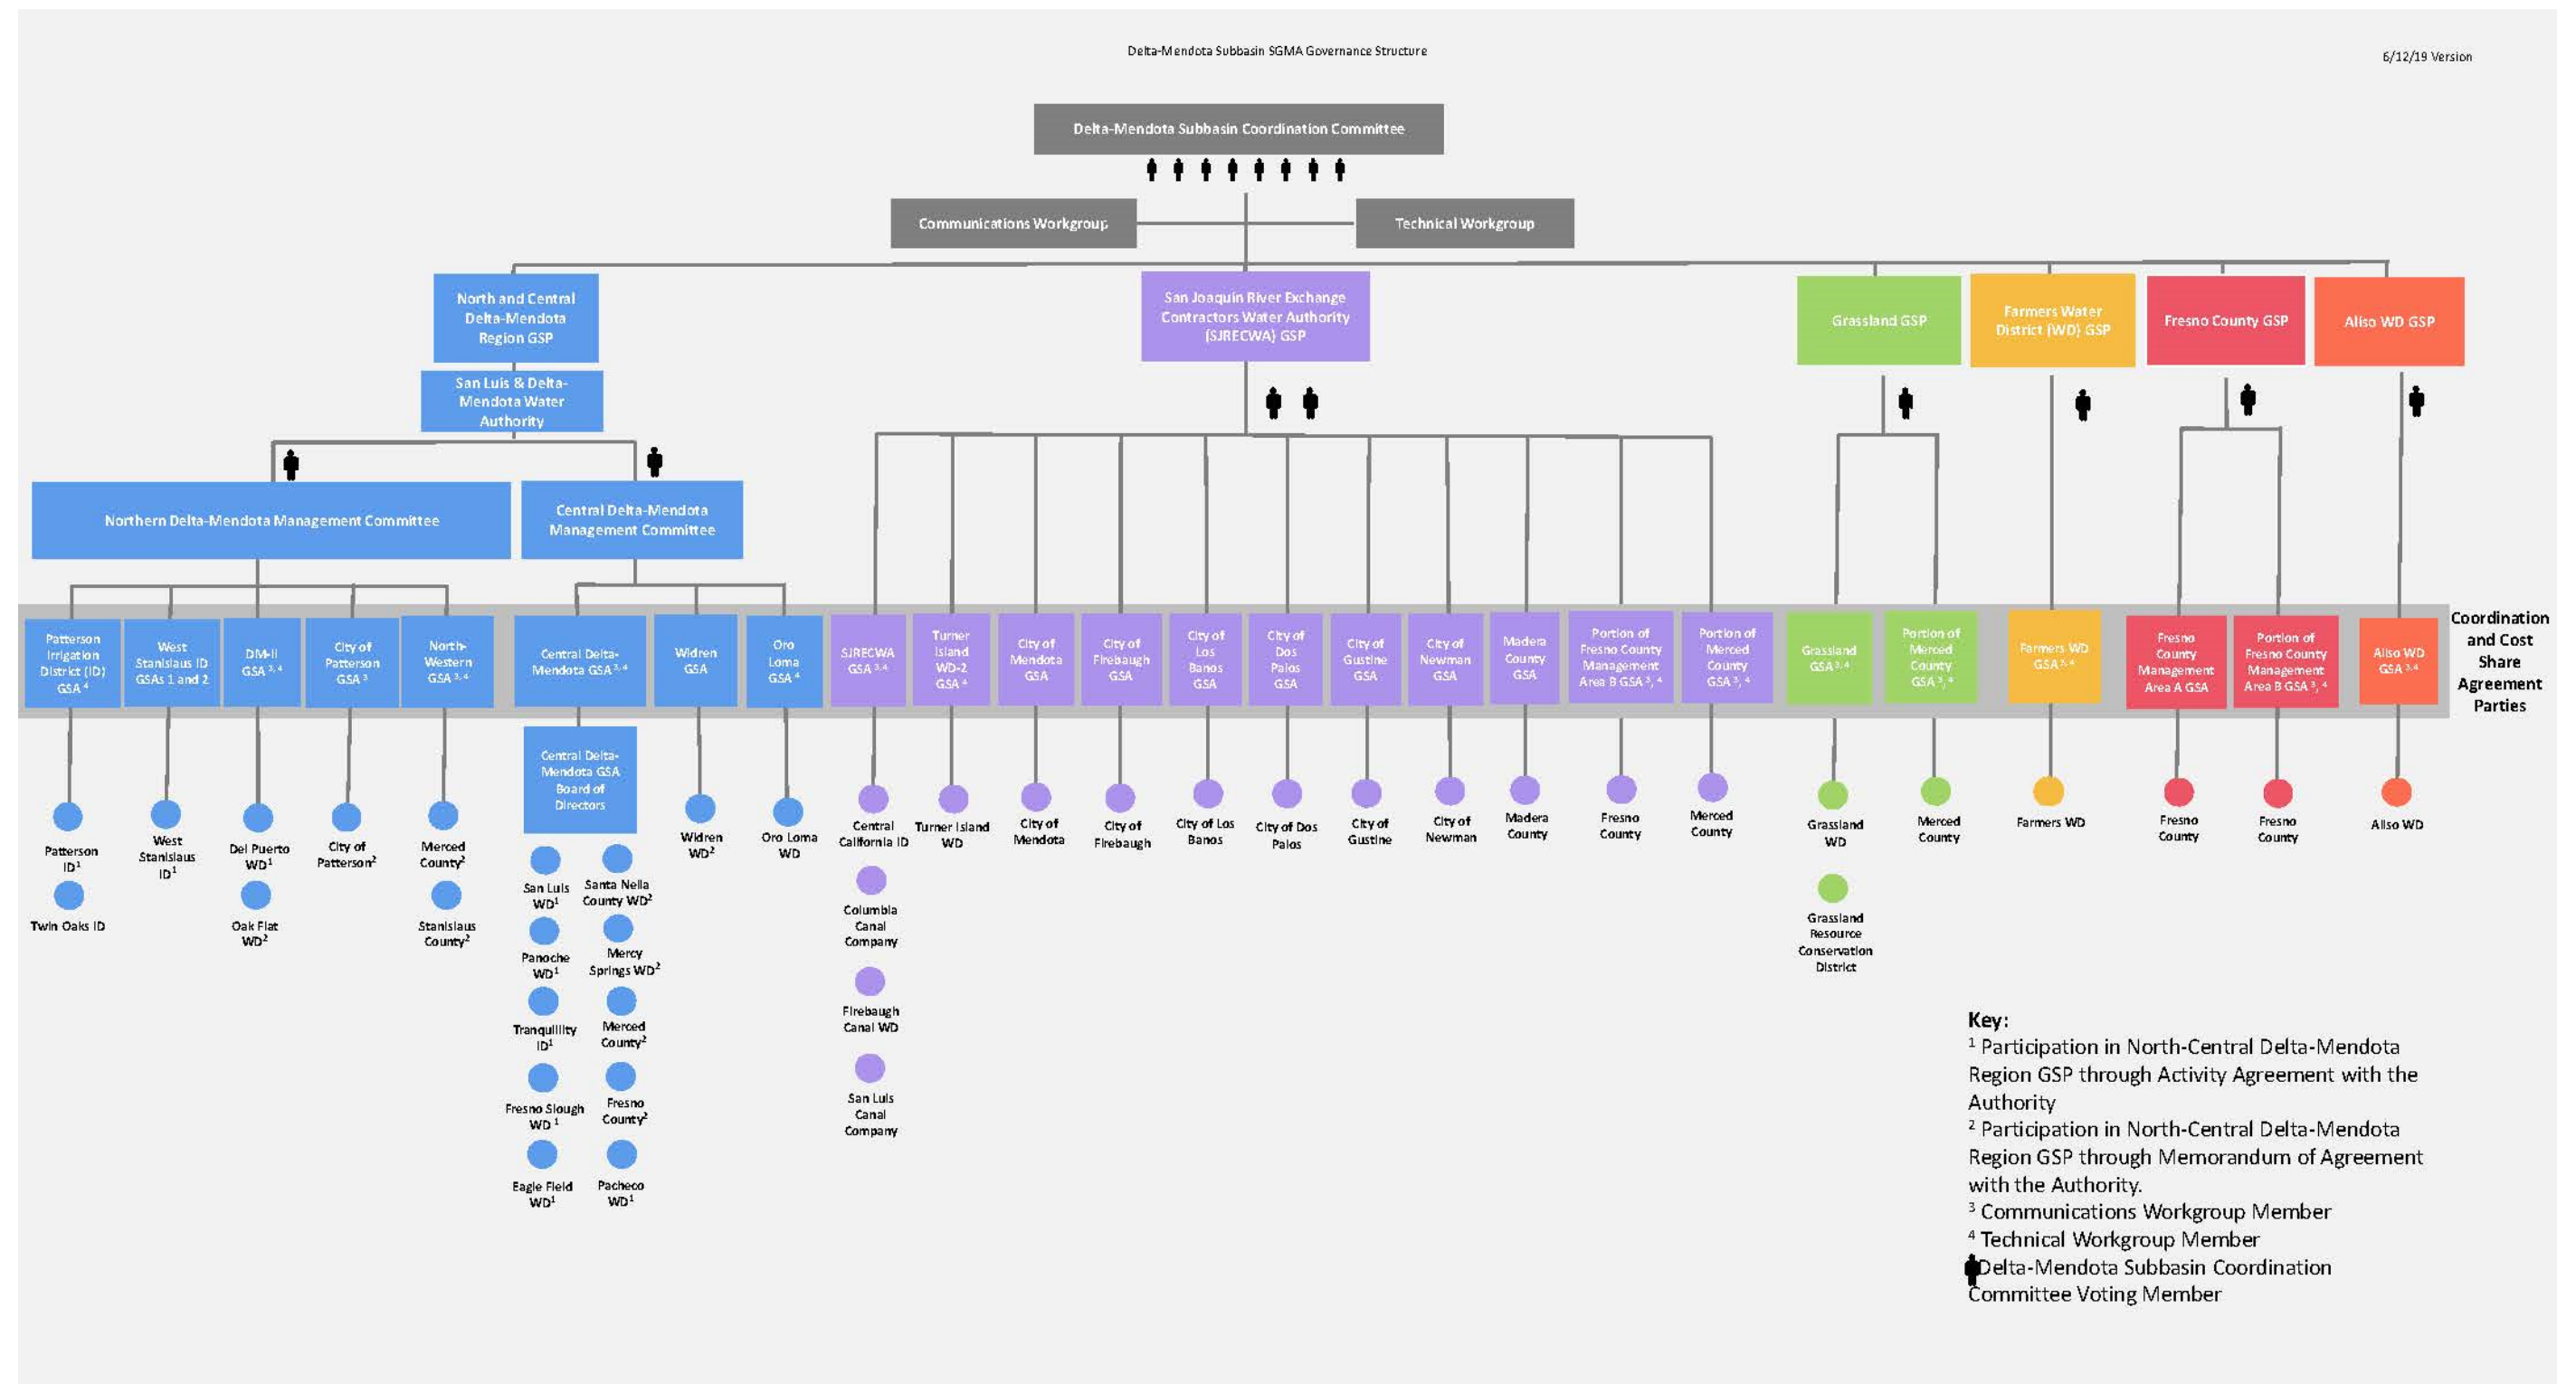 Delta-Mendota Subbasin SGMA Governance Structure
6/12/19 Version
Delta-Mendota Subbasin Coordination Committee
Communications Workgroup
Technical Workgroup
North and Central
Delta-Mendota
Region GSP
San Joaquin River Exchange
Contractors Water Authority
(SJRECWA) GSP
Grassland GSP
Farmers Water
District (WD) GSP
Fresno County GSP
Aliso WD GSP
San Luis & Delta-
Mendota Water
Authority
Northern Delta-Mendota Management Committee
Central Delta-Mendota
Management Committee
Patterson
Irrigation
District (ID)
GSA ⁴
West
Stanislaus ID
GSAs 1 and 2
DM-II
GSA ³, ⁴
City of
Patterson
GSA ³
North-
Western
GSA ³, ⁴
Central Delta-
Mendota GSA ³, ⁴
Widren
GSA
Oro
Loma
GSA ⁴
SJRECWA
GSA ³,⁴
Turner
Island
WD-2
GSA ⁴
City of
Mendota
GSA
City of
Firebaugh
GSA
City of
Los
Banos
GSA
City of
Dos
Palos
GSA
City of
Gustine
GSA
City of
Newman
GSA
Madera
County
GSA
Portion of
Fresno County
Management
Area B GSA ³, ⁴
Portion of
Merced
County
GSA ³, ⁴
Grassland
GSA ³, ⁴
Portion of
Merced
County
GSA ³, ⁴
Farmers WD
GSA ³, ⁴
Fresno
County
Management
Area A GSA
Portion of
Fresno County
Management
Area B GSA ³, ⁴
Aliso WD
GSA ³,⁴
Coordination
and Cost
Share
Agreement
Parties
Central Delta-
Mendota GSA
Board of
Directors
Patterson
ID¹
Twin Oaks ID
West
Stanislaus
ID¹
Del Puerto
WD¹
Oak Flat
WD²
City of
Patterson²
Merced
County²
Stanislaus
County²
San Luis
WD¹
Santa Nella
County WD²
Panoche
WD¹
Mercy
Springs WD²
Tranquillity
ID¹
Merced
County²
Fresno Slough
WD ¹
Fresno
County²
Eagle Field
WD¹
Pacheco
WD¹
Widren
WD²
Oro Loma
WD
Central
California ID
Columbia
Canal
Company
Firebaugh
Canal WD
San Luis
Canal
Company
Turner Island
WD
City of
Mendota
City of
Firebaugh
City of Los
Banos
City of Dos
Palos
City of
Gustine
City of
Newman
Madera
County
Fresno
County
Merced
County
Grassland
WD
Grassland
Resource
Conservation
District
Merced
County
Farmers WD
Fresno
County
Fresno
County
Aliso WD
Key:
¹ Participation in North-Central Delta-Mendota
Region GSP through Activity Agreement with the
Authority
² Participation in North-Central Delta-Mendota
Region GSP through Memorandum of Agreement
with the Authority.
³ Communications Workgroup Member
⁴ Technical Workgroup Member
Delta-Mendota Subbasin Coordination
Committee Voting Member